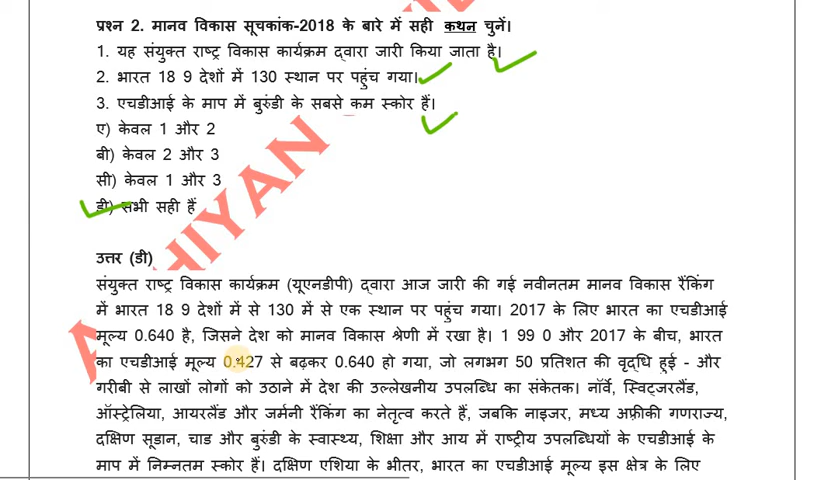 प्रश्न 2. मानव विकास सूचकांक-2018 के बारे में सही कथन चुनें।
1. यह संयुक्त राष्ट्र विकास कार्यक्रम द्वारा जारी किया जाता है।
2. भारत 18 9 देशों में 130 स्थान पर पहुंच गया।
3. एचडीआई के माप में बुरुंडी के सबसे कम स्कोर हैं।
ए) केवल 1 और 2
बी) केवल 2 और 3
सी) केवल 1 और 3
डी) सभी सही हैं
HIYAN
उत्तर (डी)
संयुक्त राष्ट्र विकास कार्यक्रम (यूएनडीपी) द्वारा आज जारी की गई नवीनतम मानव विकास रैंकिंग
में भारत 18 9 देशों में से 130 में से एक स्थान पर पहुंच गया। 2017 के लिए भारत का एचडीआई
मूल्य 0.640 है, जिसने देश को मानव विकास श्रेणी में रखा है। 1 99 0 और 2017 के बीच, भारत
का एचडीआई मूल्य 0.427 से बढ़कर 0.640 हो गया, जो लगभग 50 प्रतिशत की वृद्धि हुई - और
गरीबी से लाखों लोगों को उठाने में देश की उल्लेखनीय उपलब्धि का संकेतक। नॉर्वे, स्विट्जरलैंड,
ऑस्ट्रेलिया, आयरलैंड और जर्मनी रैंकिंग का नेतृत्व करते हैं, जबकि नाइजर, मध्य अफ्रीकी गणराज्य,
दक्षिण सूडान, चाड और बुरुंडी के स्वास्थ्य, शिक्षा और आय में राष्ट्रीय उपलब्धियों के एचडीआई के
माप में निम्नतम स्कोर हैं। दक्षिण एशिया के भीतर, भारत का एचडीआई मूल्य इस क्षेत्र के लिए